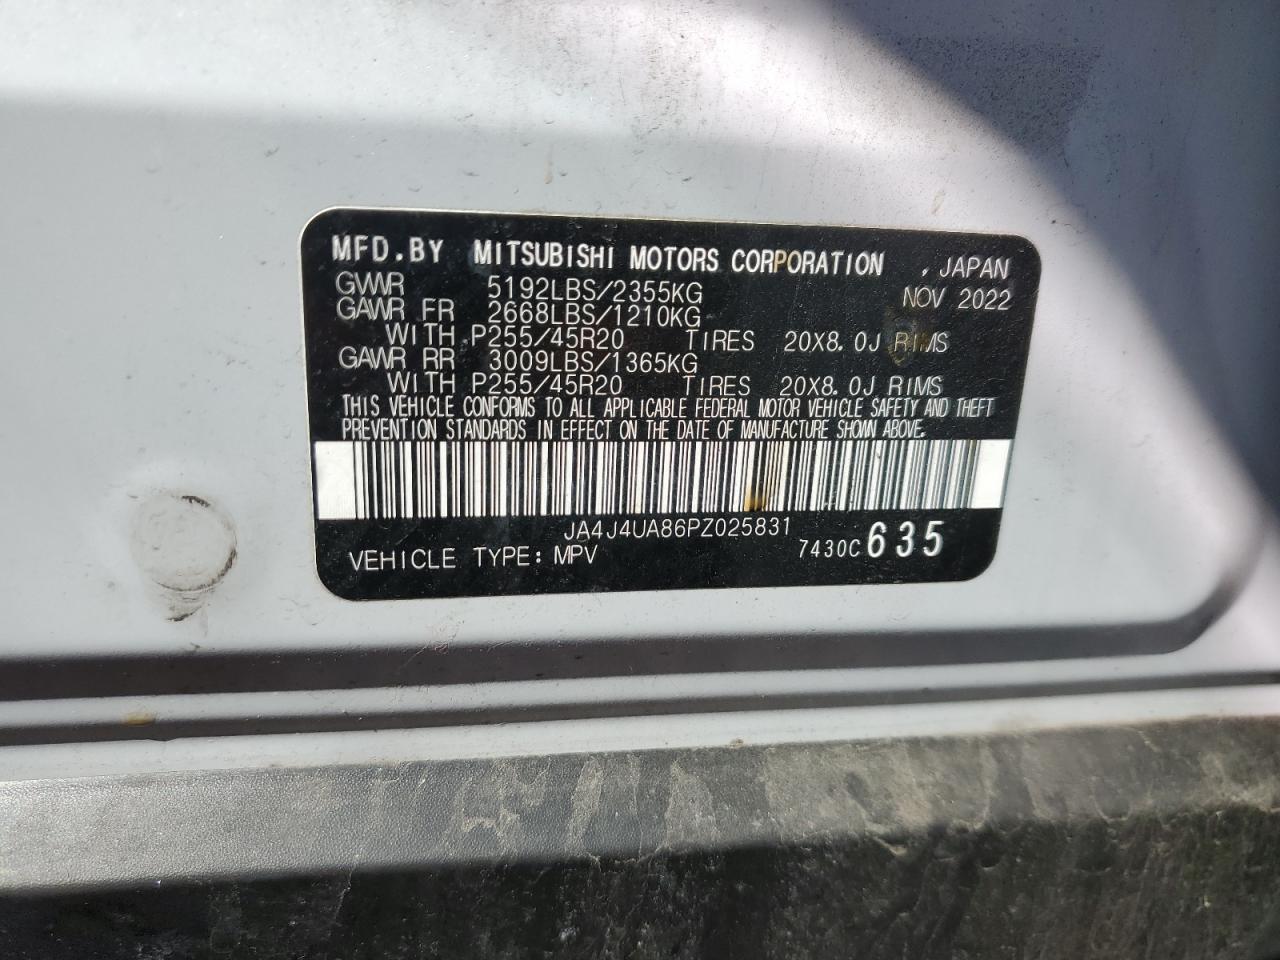 MFD.BY MITSUBISHI MOTORS CORPORATION , JAPAN
GVWR 5192LBS/2355KG NOV 2022
GAWR FR 2668LBS/1210KG
WITH P255/45R20 TIRES 20X8.0J RIMS
GAWR RR 3009LBS/1365KG
WITH P255/45R20 TIRES 20X8.0J RIMS
THIS VEHICLE CONFORMS TO ALL APPLICABLE FEDERAL MOTOR VEHICLE SAFETY AND THEFT
PREVENTION STANDARDS IN EFFECT ON THE DATE OF MANUFACTURE SHOWN ABOVE.
JA4J4UA86PZ025831
VEHICLE TYPE: MPV 7430C 635